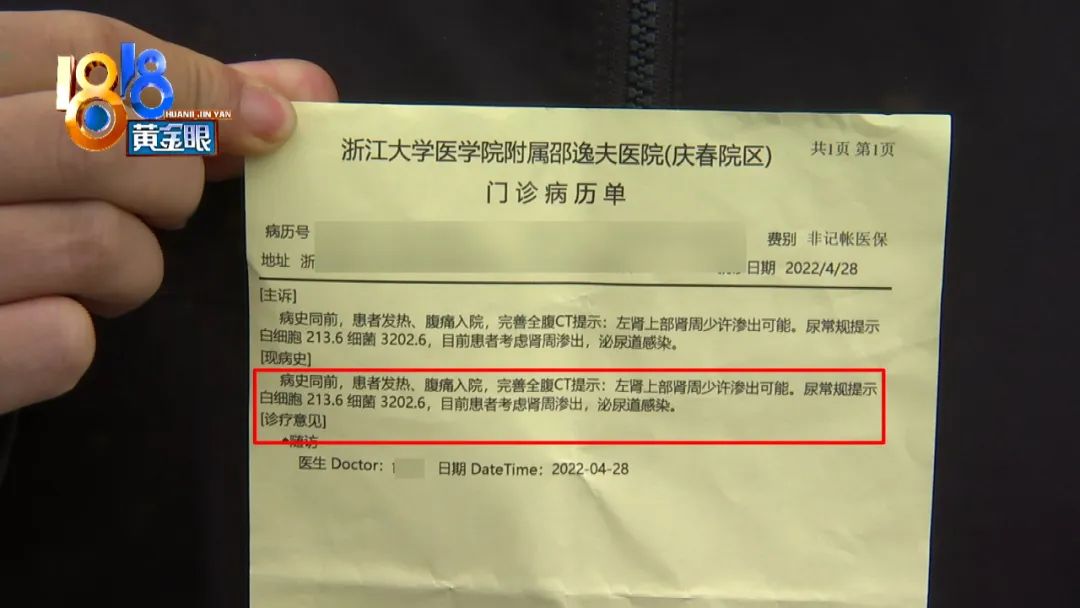 1818
HUANG JIN YAN
黄金眼
浙江大学医学院附属邵逸夫医院(庆春院区)
共1页 第1页
门诊病历单
病历号
费别 非记帐医保
地址 浙
日期 2022/4/28
[主诉]
病史同前，患者发热、腹痛入院，完善全腹CT提示：左肾上部肾周少许渗出可能。尿常规提示
白细胞 213.6 细菌 3202.6，目前患者考虑肾周渗出，泌尿道感染。
[现病史]
病史同前，患者发热、腹痛入院，完善全腹CT提示：左肾上部肾周少许渗出可能。尿常规提示
白细胞 213.6 细菌 3202.6，目前患者考虑肾周渗出，泌尿道感染。
[诊疗意见]
随访
医生 Doctor： 日期 DateTime：2022-04-28